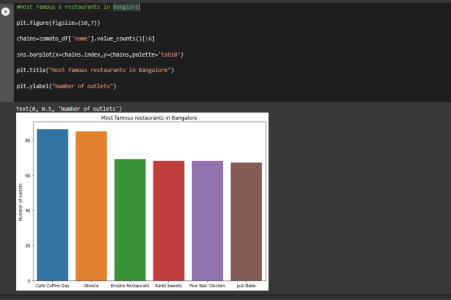 #Most Famous 6 restaurants in Banglore
plt.figure(figsize=(10,7))
chains=zomato_df['name'].value_counts()[:6]
sns.barplot(x=chains.index,y=chains,palette='tab10')
plt.title("Most famous restaurants in Bangalore")
plt.ylabel("Number of outlets")
Text(0, 0.5, 'Number of outlets')
Most famous restaurants in Bangalore
80
60
40
20
0
Number of outlets
Cafe Coffee Day Onesta Empire Restaurant Kanti Sweets Five Star Chicken Just Bake